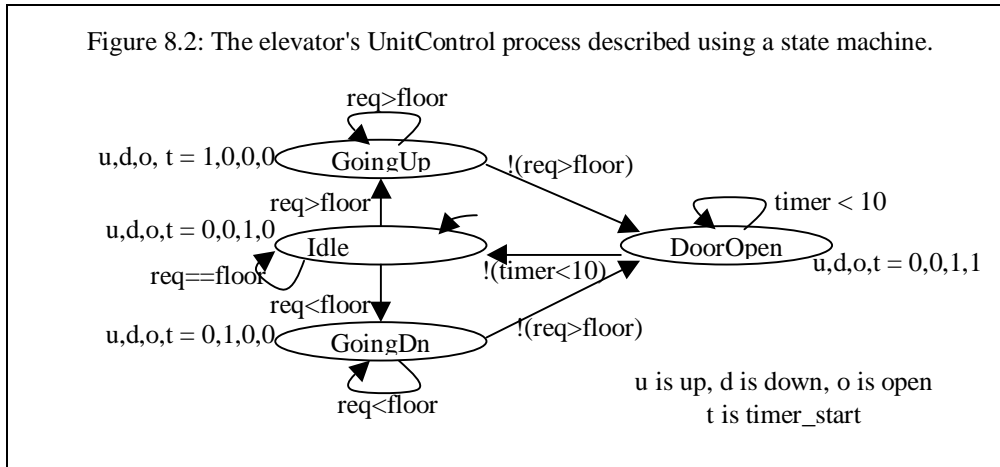 Figure 8.2: The elevator's UnitControl process described using a state machine.
req>floor
u,d,o, t = 1,0,0,0
GoingUp
!(req>floor)
req>floor
timer < 10
u,d,o,t = 0,0,1,0
Idle
DoorOpen
u,d,o,t = 0,0,1,1
req==floor
!(timer<10)
req<floor
u,d,o,t = 0,1,0,0
!(req>floor)
GoingDn
req<floor
u is up, d is down, o is open
t is timer_start